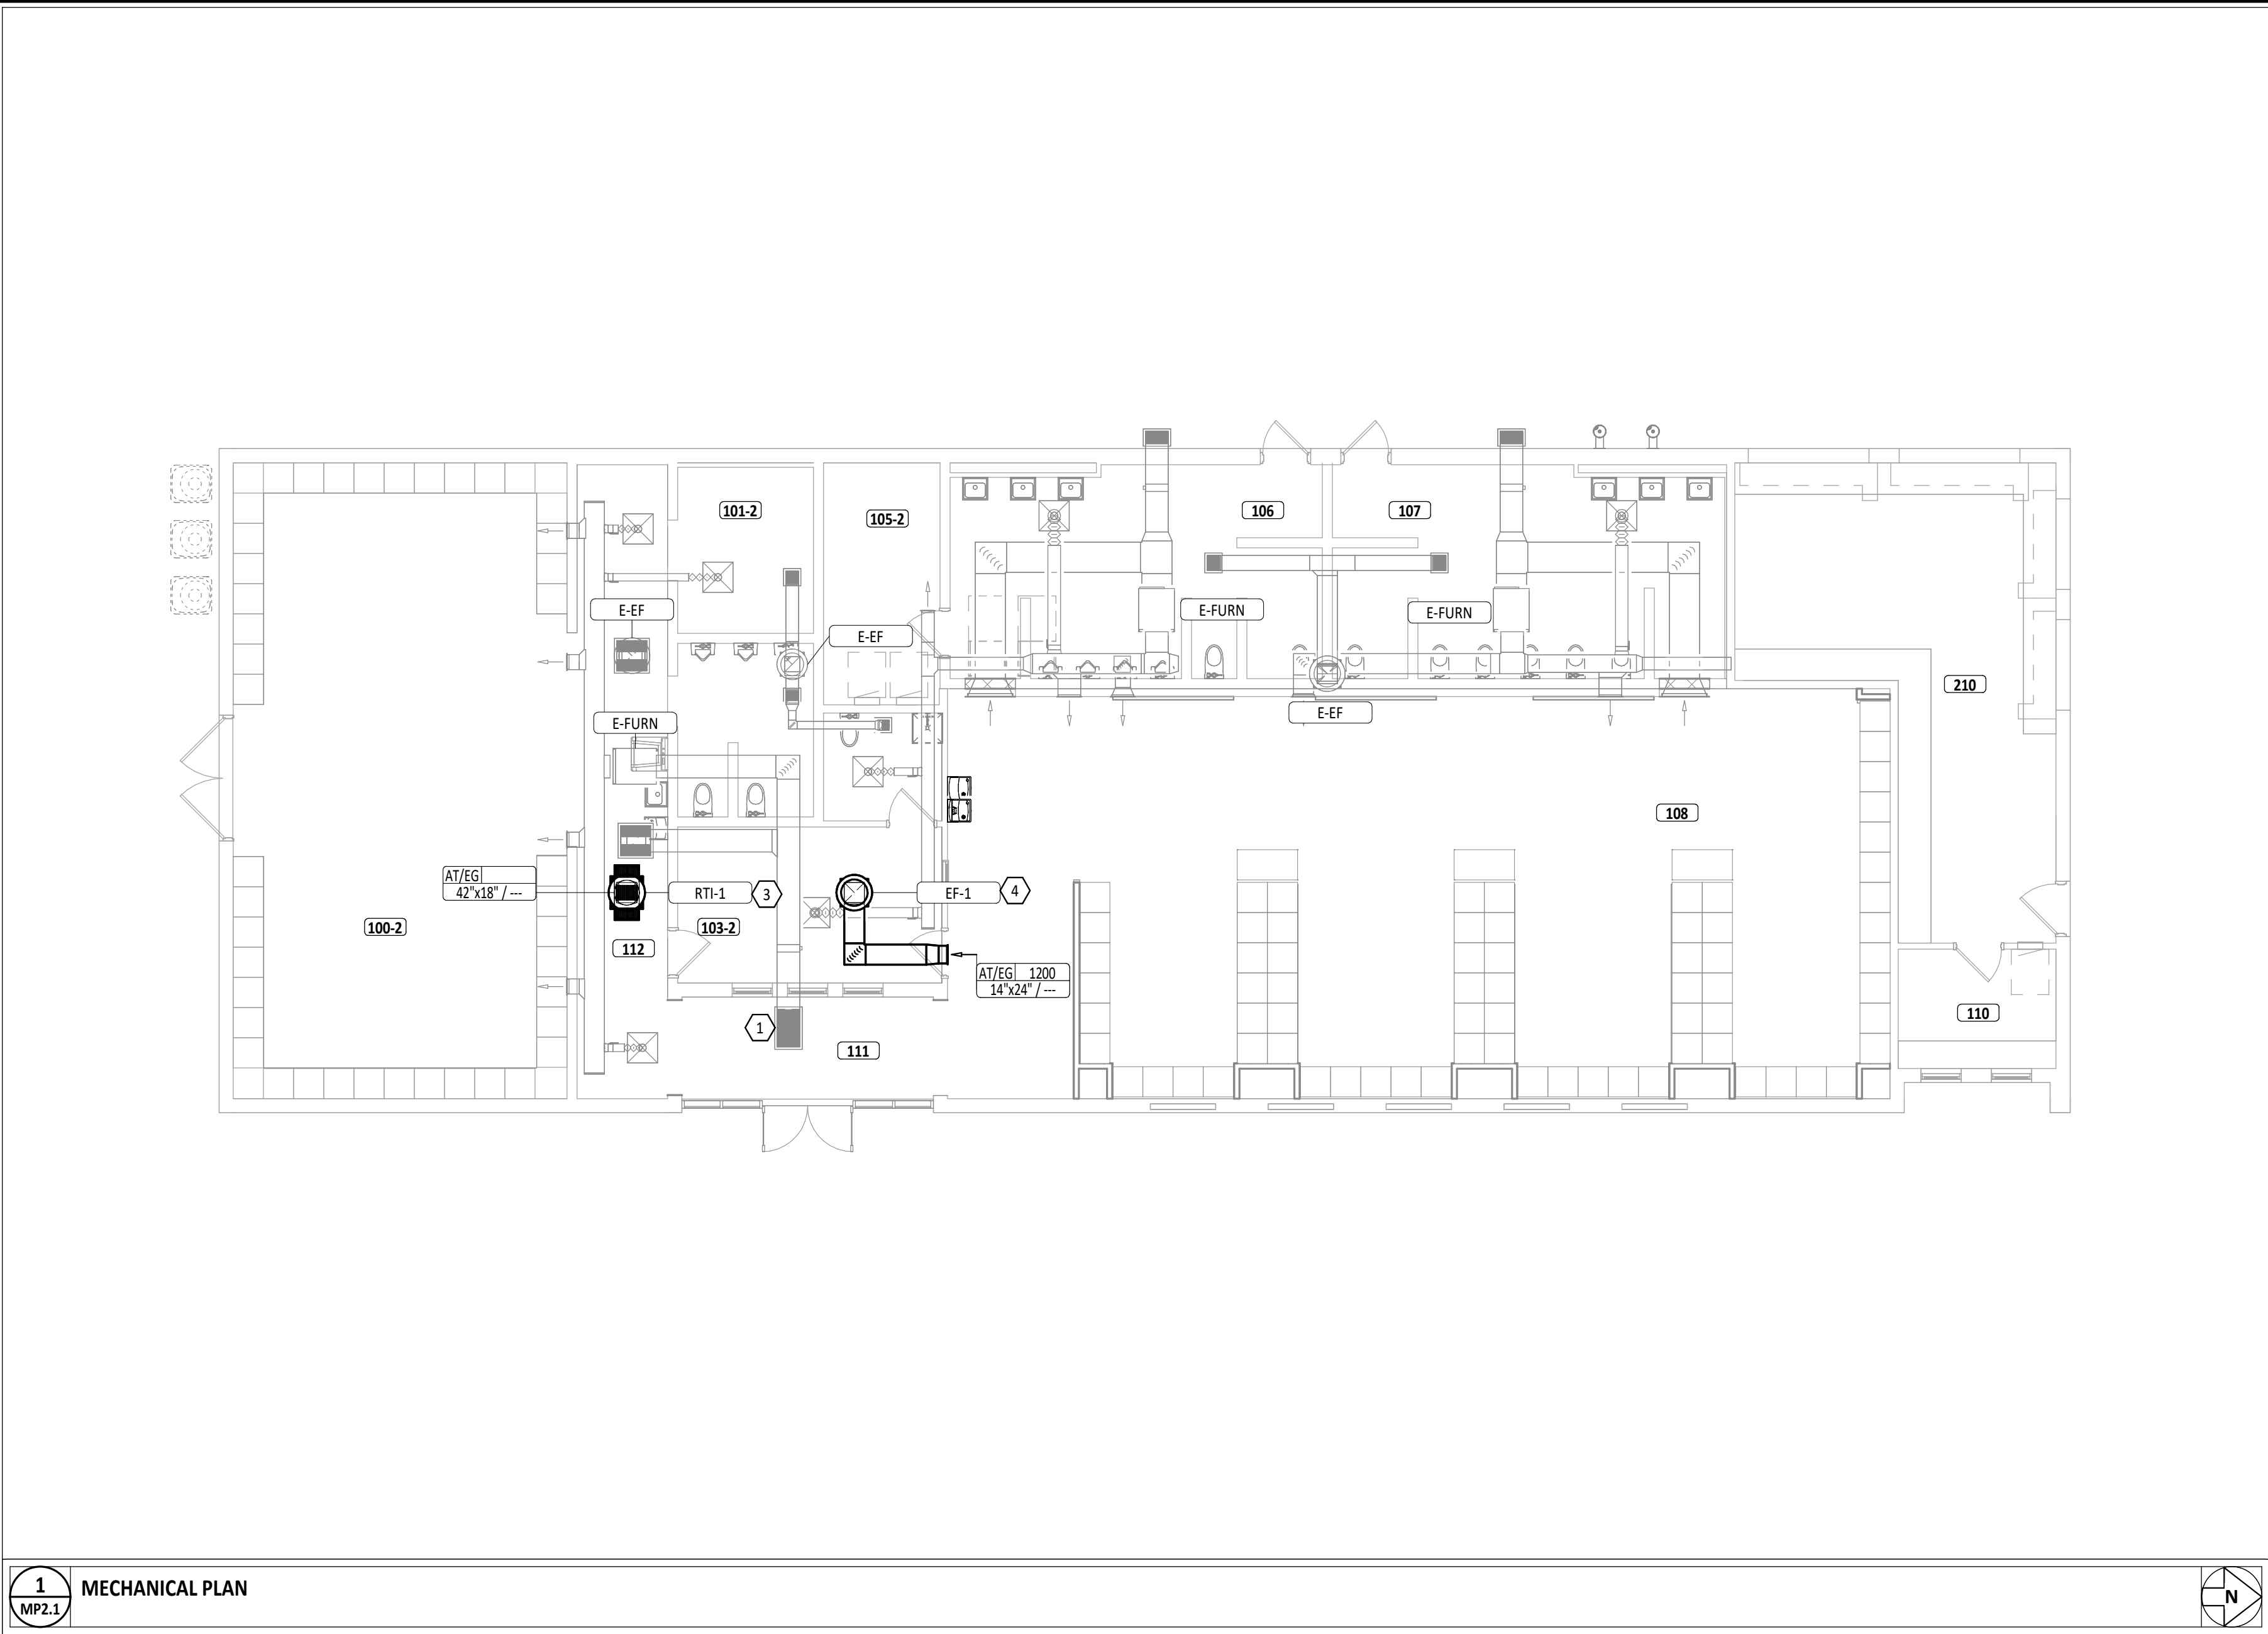 101-2
105-2
106
107
E-EF
E-EF
E-FURN
E-FURN
210
E-EF
E-FURN
108
AT/EG
42"x18" / ---
RTI-1
3
EF-1
4
100-2
103-2
112
AT/EG 1200
14"x24" / ---
1
111
110
1
MP2.1
MECHANICAL PLAN
N